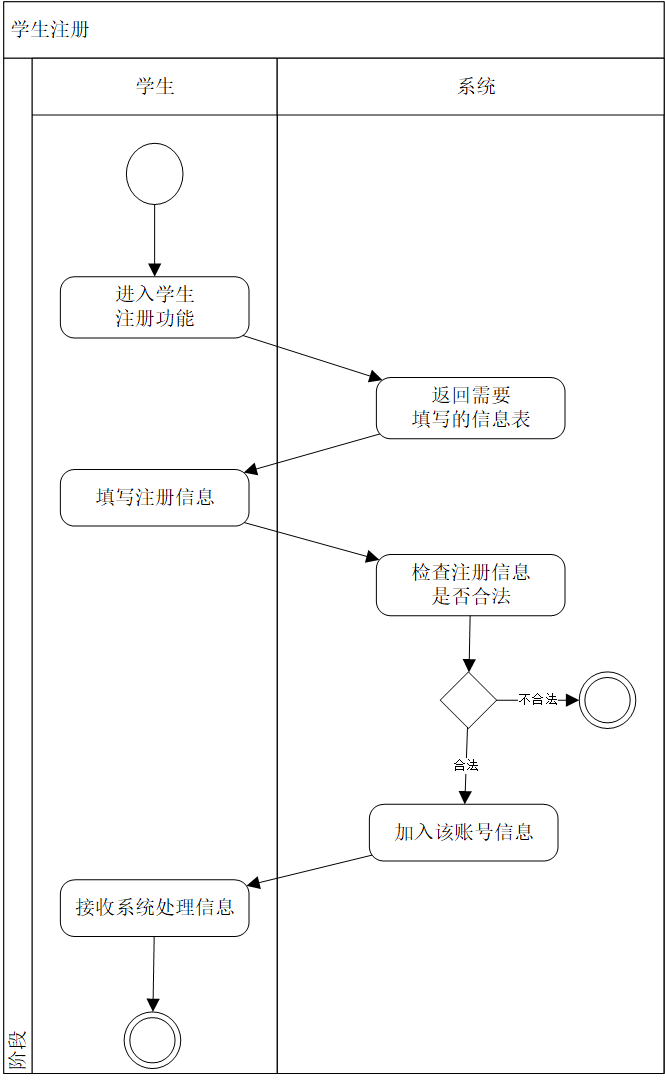 学生注册
学生
系统
进入学生
注册功能
返回需要
填写的信息表
填写注册信息
检查注册信息
是否合法
不合法
合法
加入该账号信息
接收系统处理信息
阶段